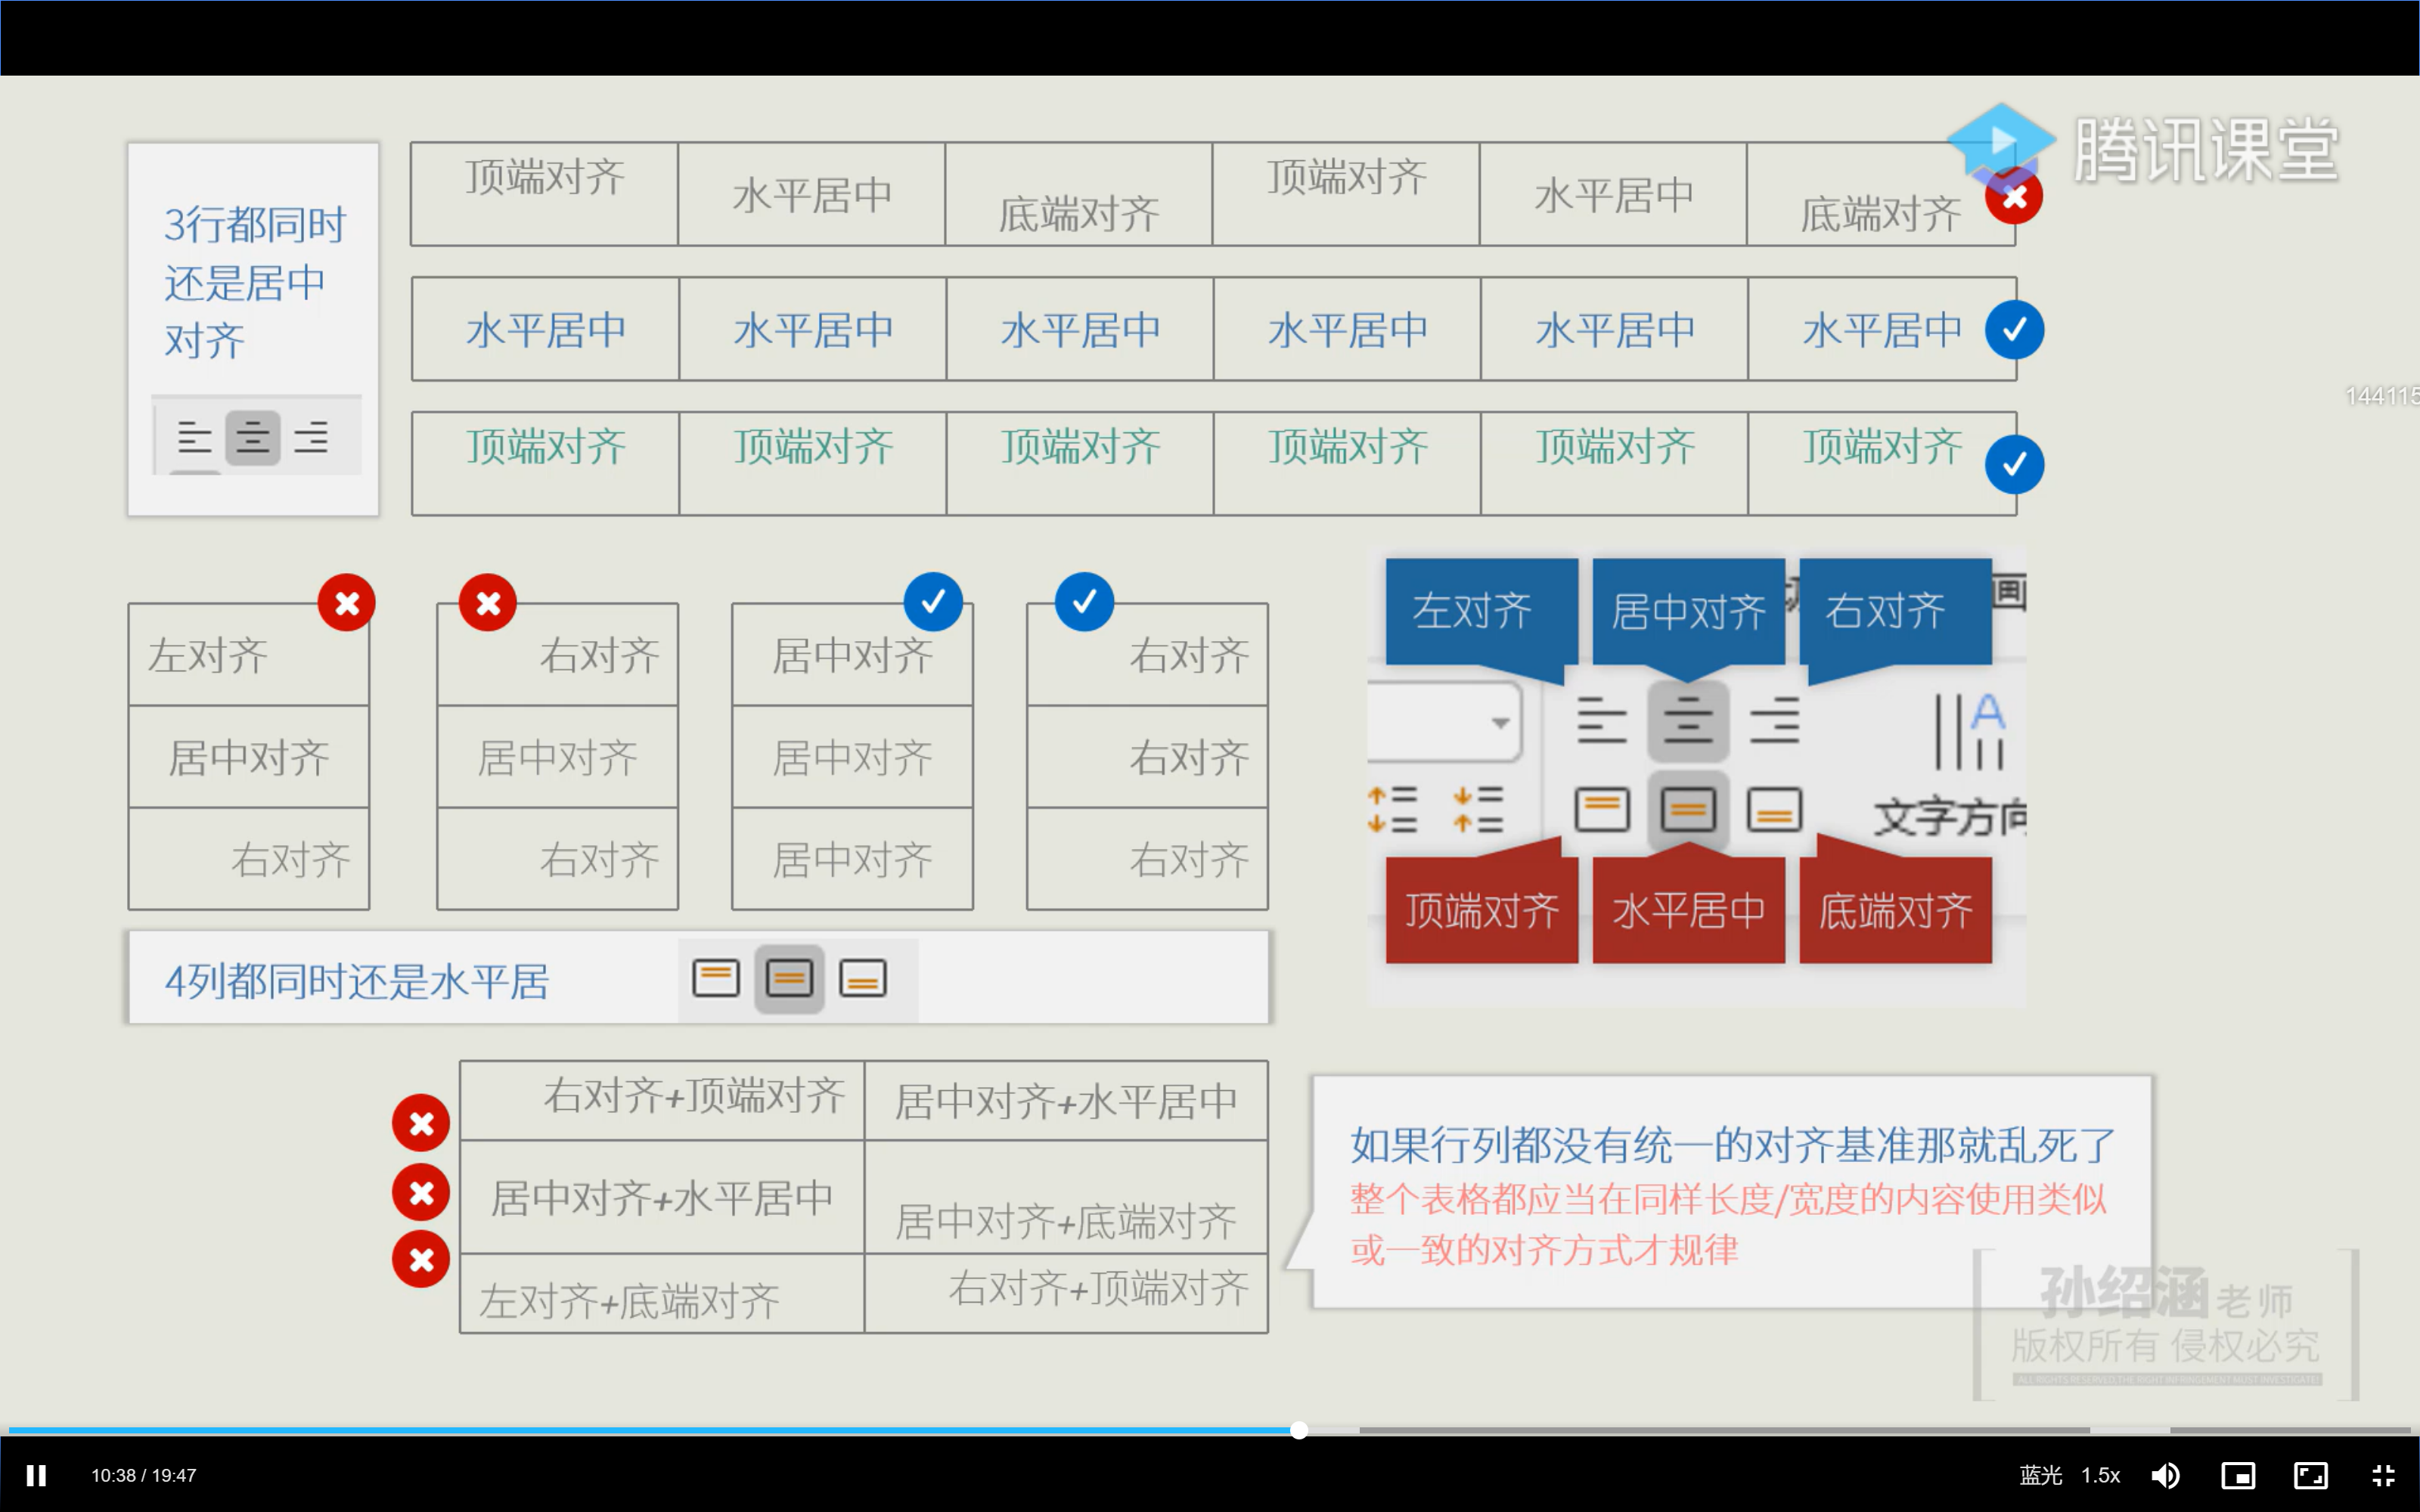 腾讯课堂
3行都同时
还是居中
对齐
顶端对齐 水平居中 底端对齐 顶端对齐 水平居中 底端对齐
水平居中 水平居中 水平居中 水平居中 水平居中 水平居中
顶端对齐 顶端对齐 顶端对齐 顶端对齐 顶端对齐 顶端对齐
144115
左对齐
居中对齐
右对齐
右对齐
居中对齐
右对齐
居中对齐
居中对齐
居中对齐
右对齐
右对齐
右对齐
左对齐 居中对齐 右对齐 画
文字方向
顶端对齐 水平居中 底端对齐
4列都同时还是水平居
右对齐+顶端对齐 居中对齐+水平居中
居中对齐+水平居中 居中对齐+底端对齐
左对齐+底端对齐 右对齐+顶端对齐
如果行列都没有统一的对齐基准那就乱死了
整个表格都应当在同样长度/宽度的内容使用类似
或一致的对齐方式才规律
孙绍涵老师
版权所有 侵权必究
ALL RIGHTS RESERVED,THE RIGHT INFRINGEMENT MUST INVESTIGATE
10:38 / 19:47 蓝光 1.5x